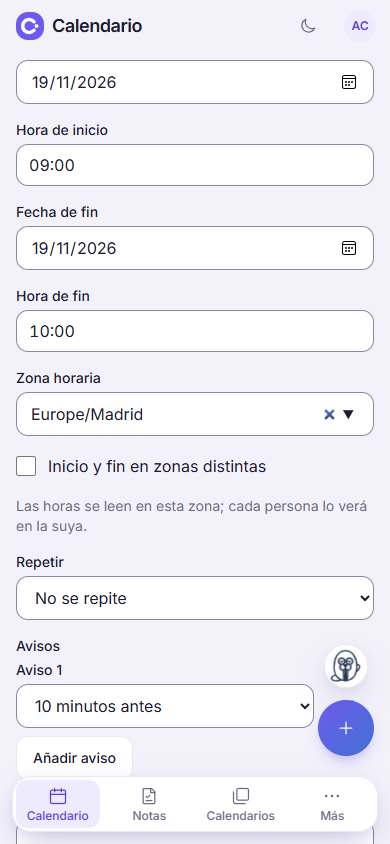 Calendario
AC
19/11/2026
Hora de inicio
09:00
Fecha de fin
19/11/2026
Hora de fin
10:00
Zona horaria
Europe/Madrid
Inicio y fin en zonas distintas
Las horas se leen en esta zona; cada persona lo verá
en la suya.
Repetir
No se repite
Avisos
Aviso 1
10 minutos antes
Añadir aviso
Calendario
Notas
Calendarios
Más